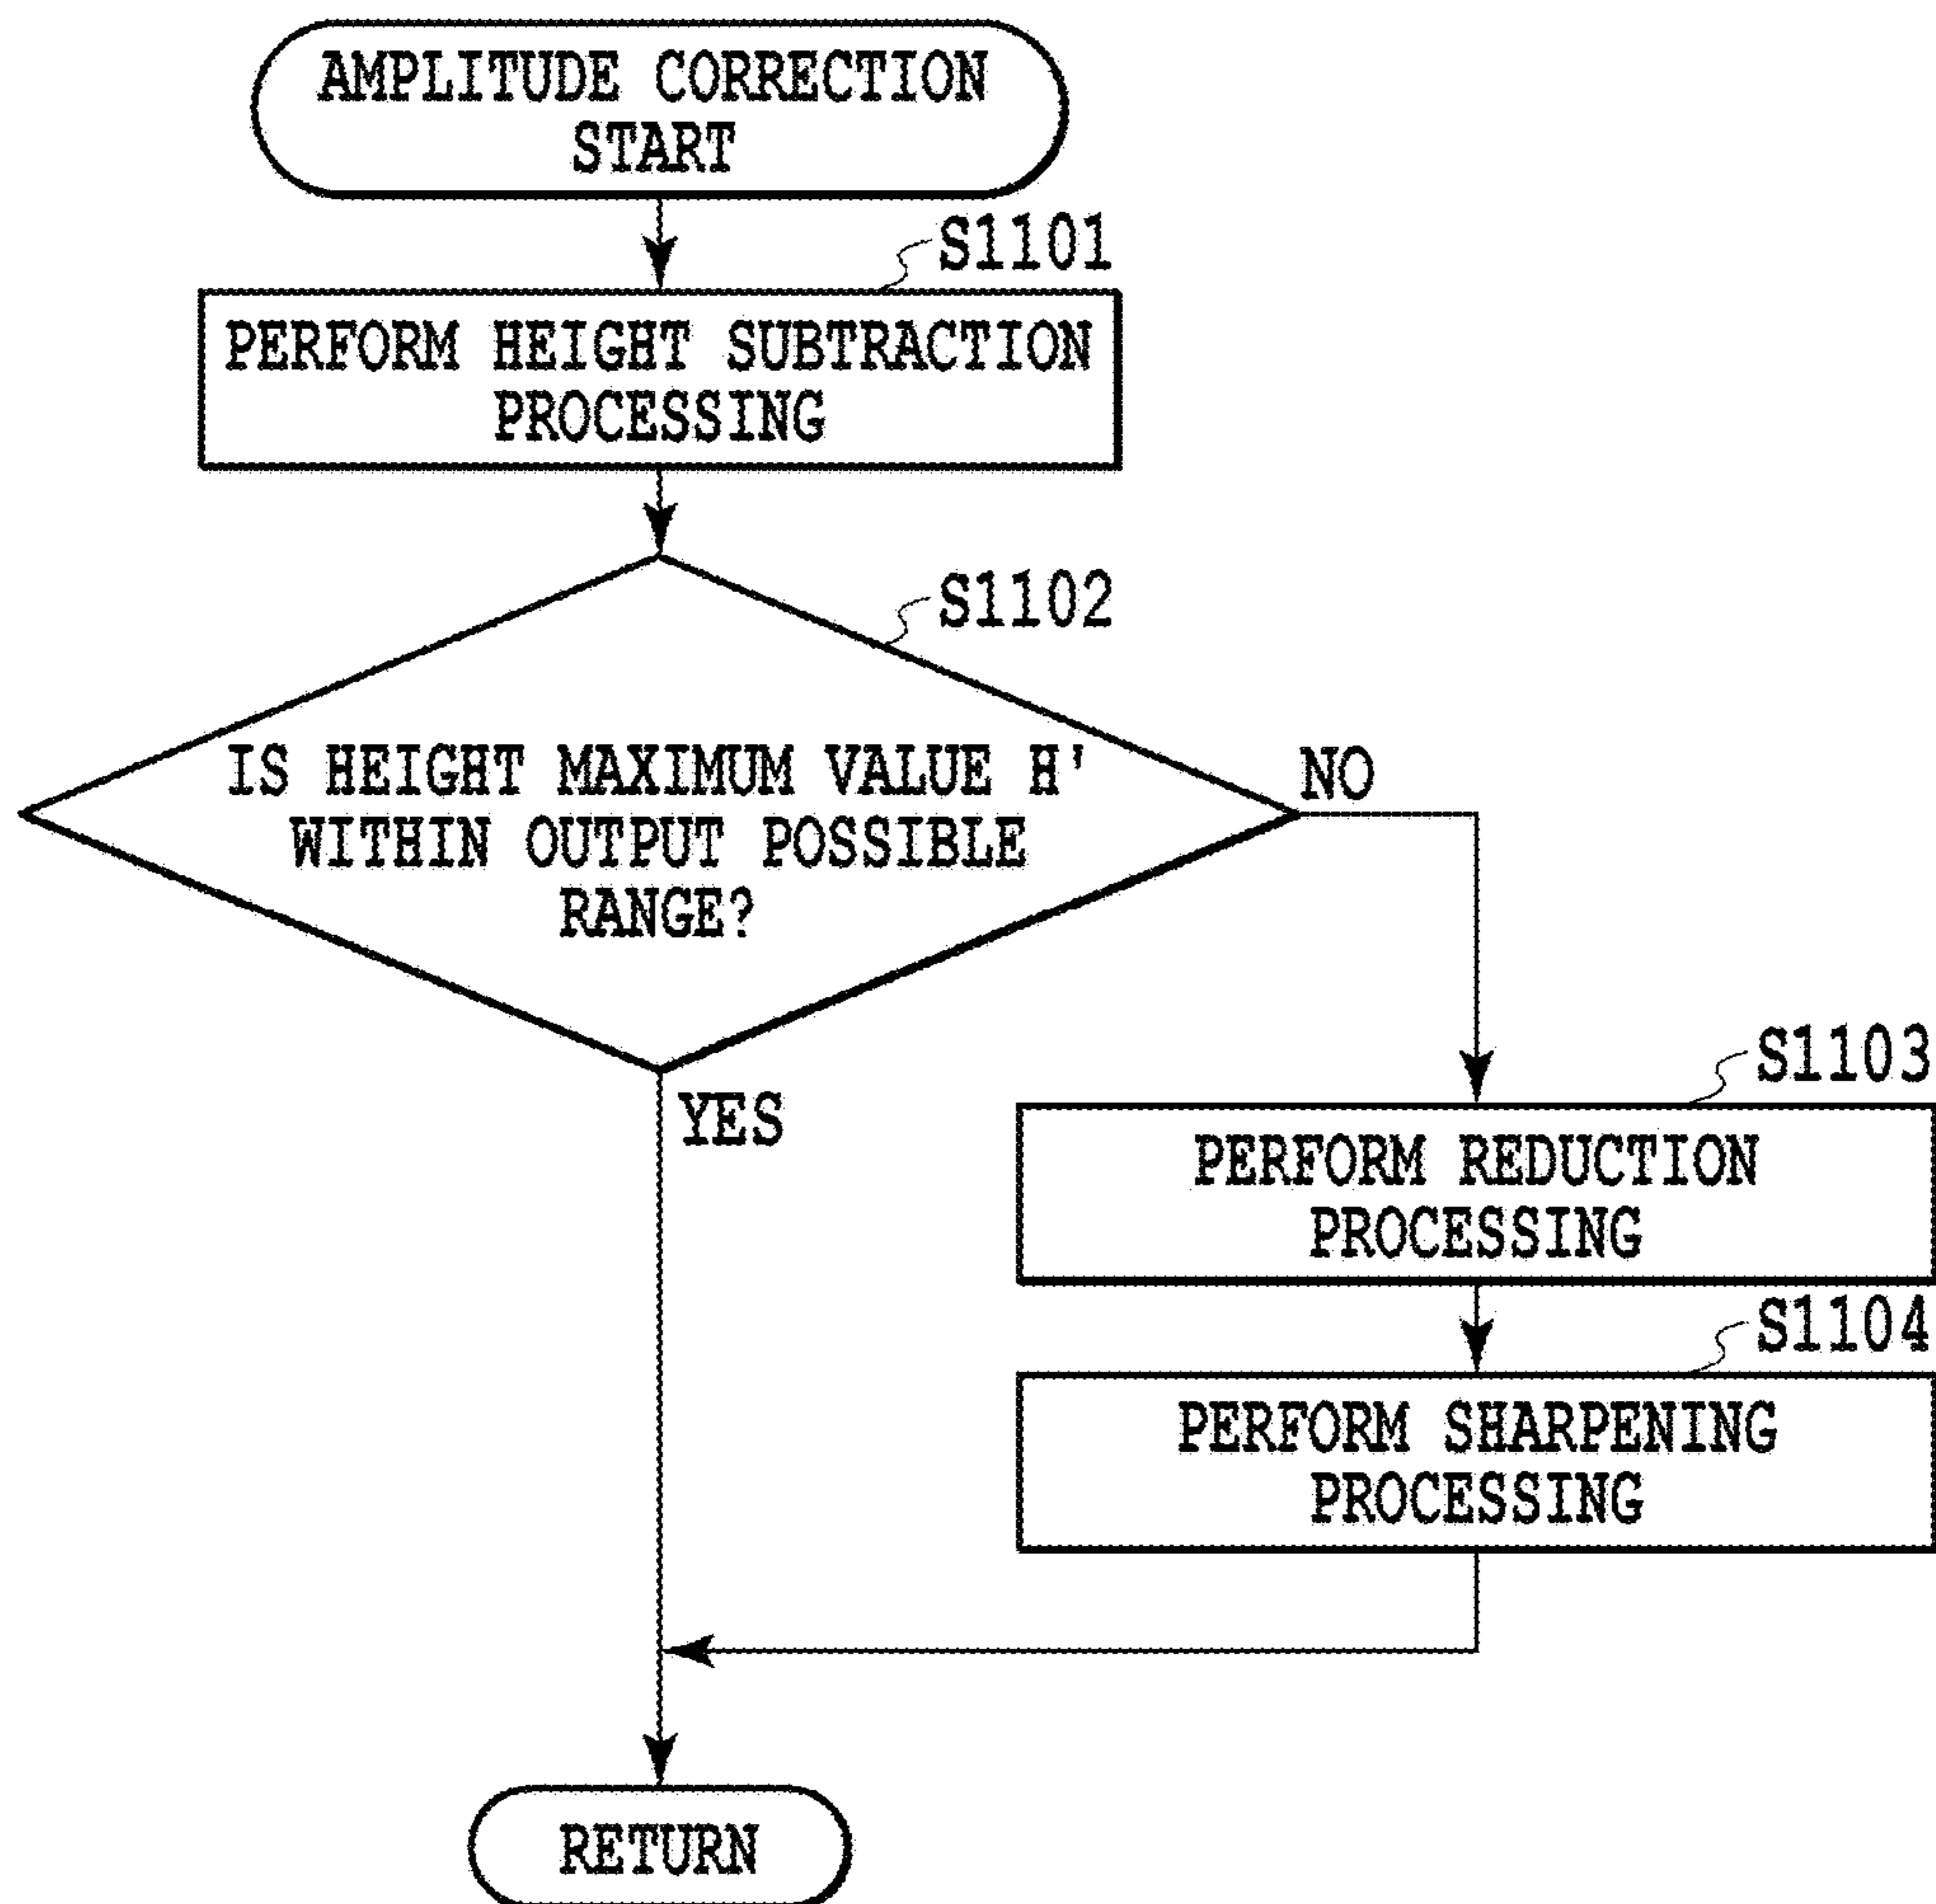 AMPLITUDE CORRECTION
START
S1101
PERFORM HEIGHT SUBTRACTION
PROCESSING
S1102
IS HEIGHT MAXIMUM VALUE H'
WITHIN OUTPUT POSSIBLE
RANGE?
NO
YES
S1103
PERFORM REDUCTION
PROCESSING
S1104
PERFORM SHARPENING
PROCESSING
RETURN